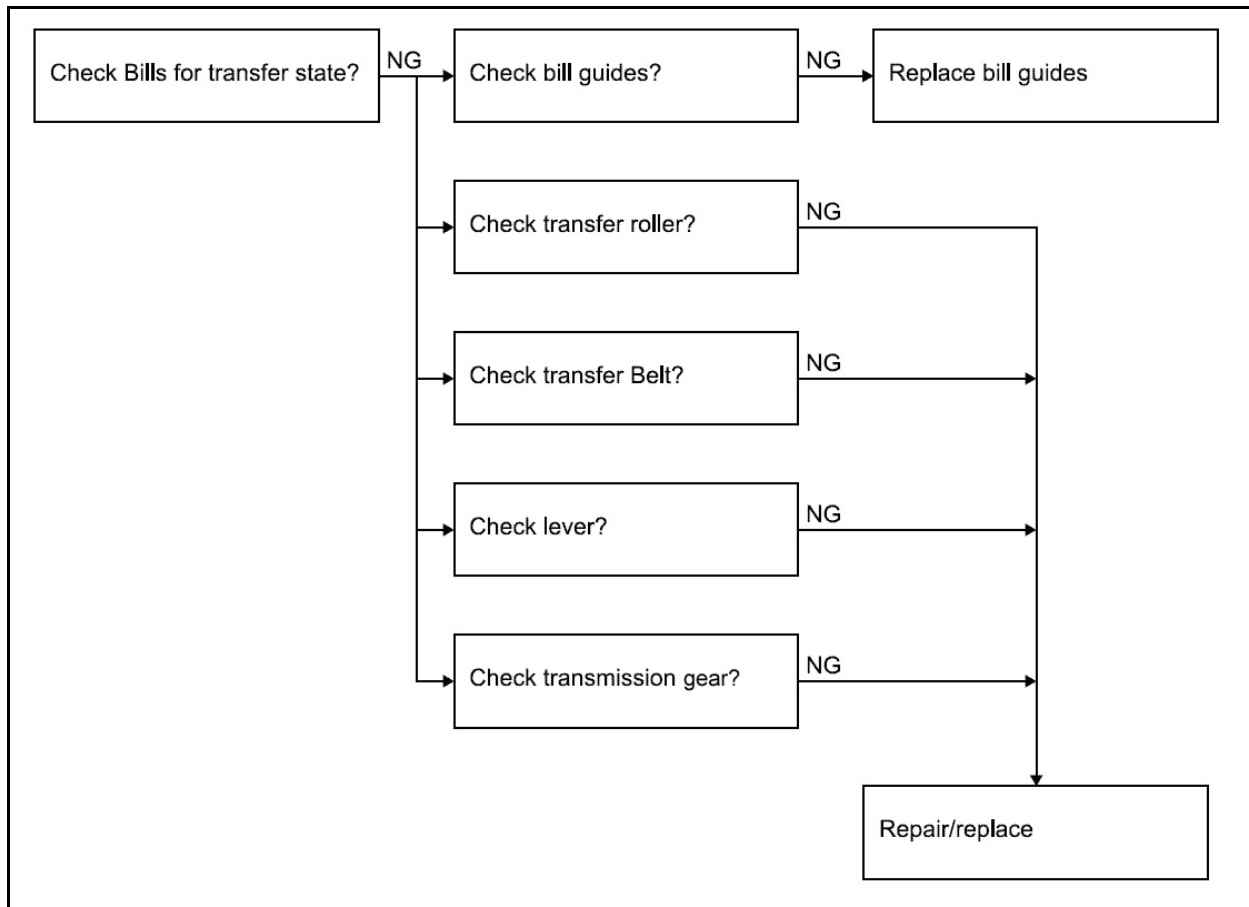 Check Bills for transfer state?
NG
Check bill guides?
NG
Replace bill guides
Check transfer roller?
NG
Check transfer Belt?
NG
Check lever?
NG
Check transmission gear?
NG
Repair/replace